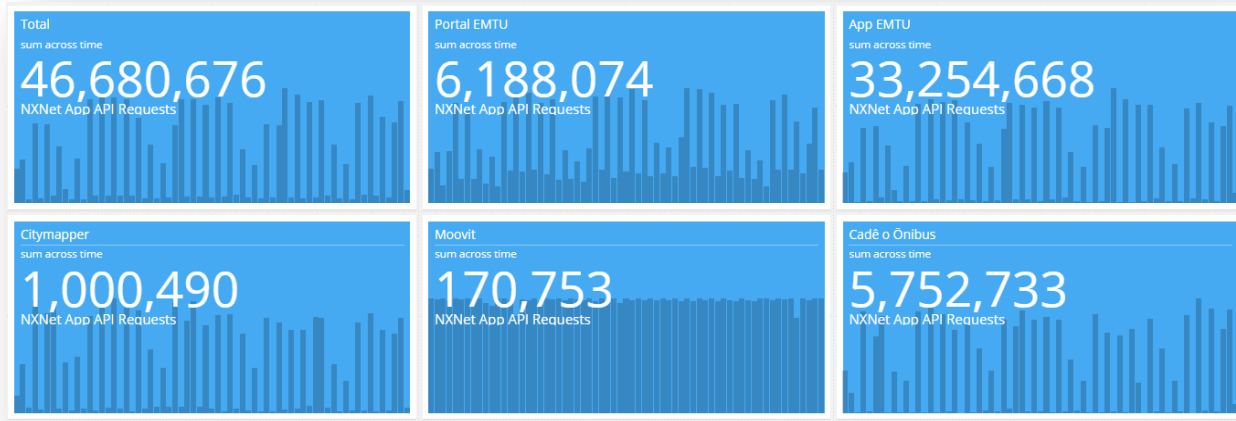 Total
sum across time
46,680,676
NXNet App API Requests
Portal EMTU
sum across time
6,188,074
NXNet App API Requests
App EMTU
sum across time
33,254,668
NXNet App API Requests
Citymapper
sum across time
1,000,490
NXNet App API Requests
Moovit
sum across time
170,753
NXNet App API Requests
Cadê o Õnibus
sum across time
5,752,733
NXNet App API Requests